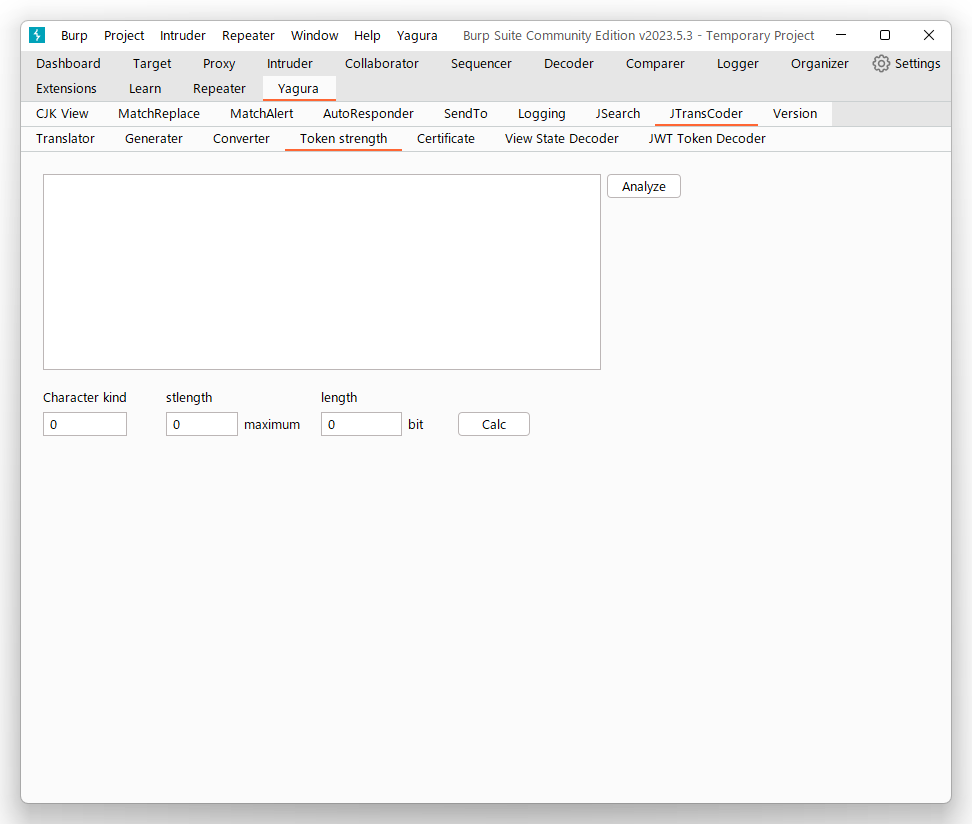 Burp Project Intruder Repeater Window Help Yagura Burp Suite Community Edition v2023.5.3 - Temporary Project
Dashboard Target Proxy Intruder Collaborator Sequencer Decoder Comparer Logger Organizer Settings
Extensions Learn Repeater Yagura
CJK View MatchReplace MatchAlert AutoResponder SendTo Logging JSearch JTransCoder Version
Translator Generater Converter Token strength Certificate View State Decoder JWT Token Decoder
Analyze
Character kind stlength length
0 0 maximum 0 bit Calc